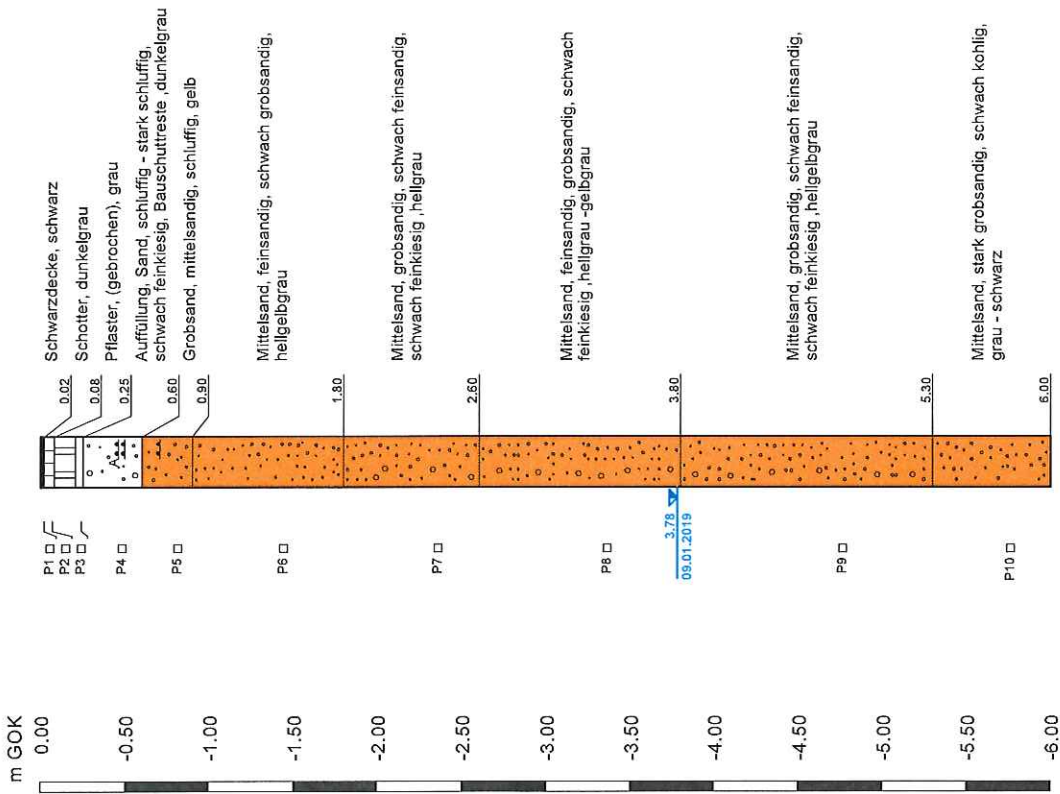 m GOK
0.00
-0.50
-1.00
-1.50
-2.00
-2.50
-3.00
-3.50
-4.00
-4.50
-5.00
-5.50
-6.00
P1
P2
P3
P4
P5
P6
P7
P8
P9
P10
3.78
09.01.2019
A
0.02
0.08
0.25
0.60
0.90
1.80
2.60
3.80
5.30
6.00
Schwarzdecke, schwarz
Schotter, dunkelgrau
Pflaster, (gebrochen), grau
Auffüllung, Sand, schluffig - stark schluffig,
schwach feinkiesig, Bauschuttreste ,dunkelgrau
Grobsand, mittelsandig, schluffig, gelb
Mittelsand, feinsandig, schwach grobsandig,
hellgelbgrau
Mittelsand, grobsandig, schwach feinsandig,
schwach feinkiesig ,hellgrau
Mittelsand, feinsandig, grobsandig, schwach
feinkiesig ,hellgrau -gelbgrau
Mittelsand, grobsandig, schwach feinsandig,
schwach feinkiesig ,hellgelbgrau
Mittelsand, stark grobsandig, schwach kohlig,
grau - schwarz